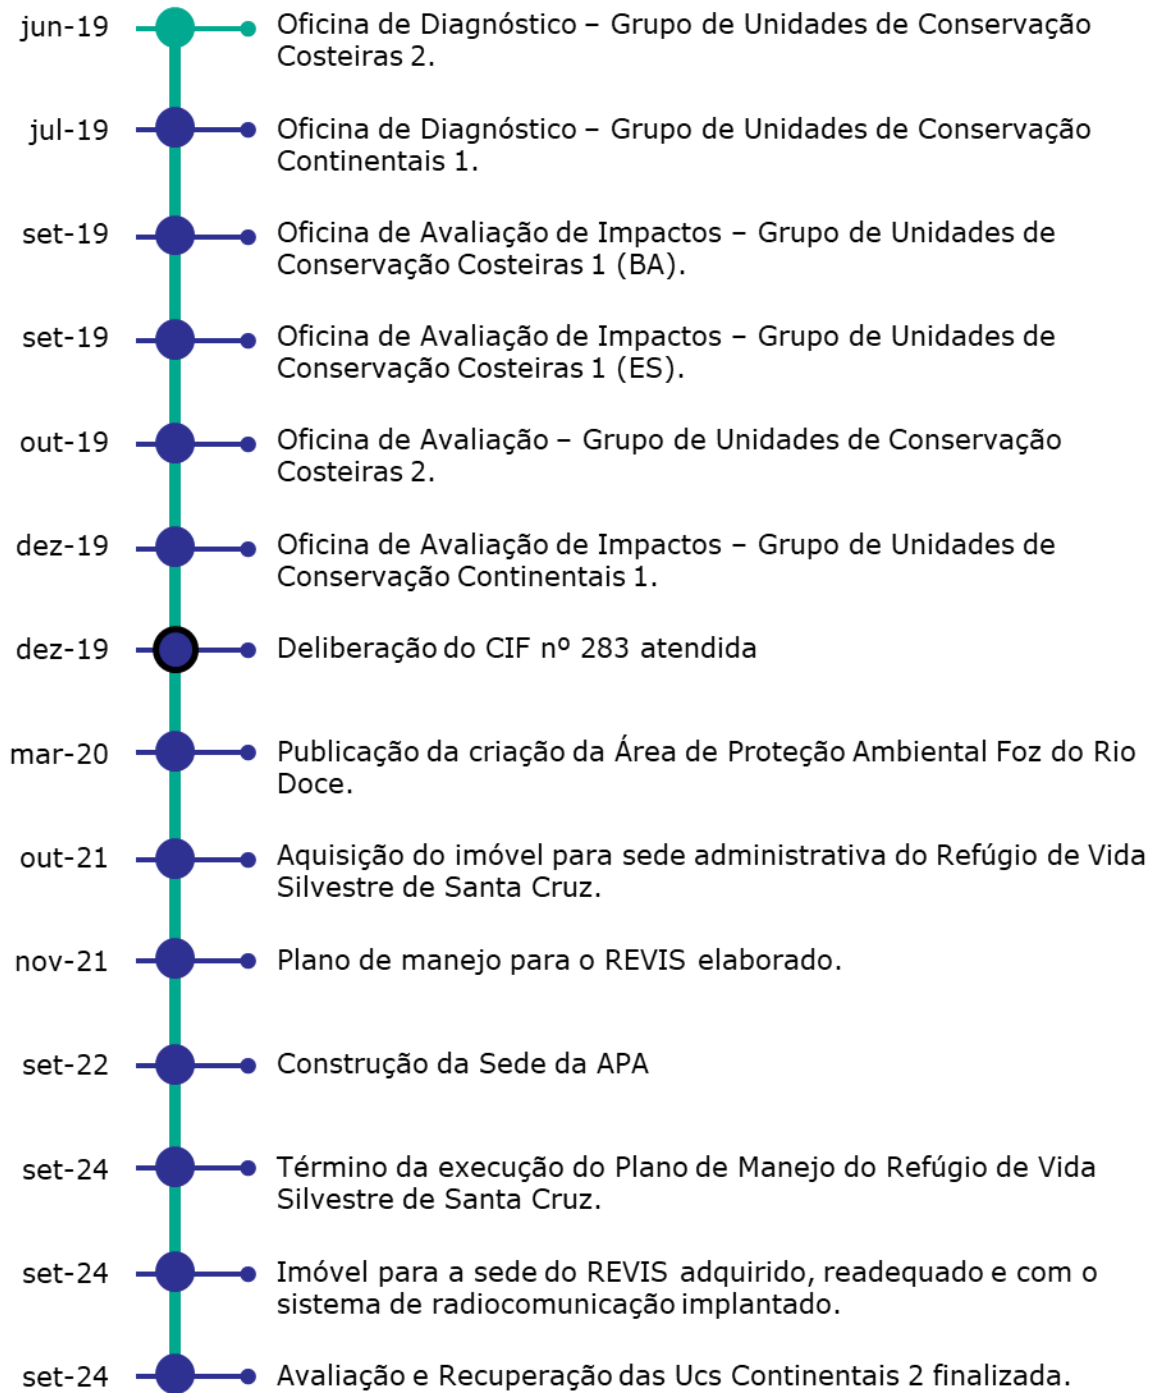 jun-19 Oficina de Diagnóstico – Grupo de Unidades de Conservação
Costeiras 2.
jul-19 Oficina de Diagnóstico – Grupo de Unidades de Conservação
Continentais 1.
set-19 Oficina de Avaliação de Impactos – Grupo de Unidades de
Conservação Costeiras 1 (BA).
set-19 Oficina de Avaliação de Impactos – Grupo de Unidades de
Conservação Costeiras 1 (ES).
out-19 Oficina de Avaliação – Grupo de Unidades de Conservação
Costeiras 2.
dez-19 Oficina de Avaliação de Impactos – Grupo de Unidades de
Conservação Continentais 1.
dez-19 Deliberação do CIF nº 283 atendida
mar-20 Publicação da criação da Área de Proteção Ambiental Foz do Rio
Doce.
out-21 Aquisição do imóvel para sede administrativa do Refúgio de Vida
Silvestre de Santa Cruz.
nov-21 Plano de manejo para o REVIS elaborado.
set-22 Construção da Sede da APA
set-24 Término da execução do Plano de Manejo do Refúgio de Vida
Silvestre de Santa Cruz.
set-24 Imóvel para a sede do REVIS adquirido, readequado e com o
sistema de radiocomunicação implantado.
set-24 Avaliação e Recuperação das Ucs Continentais 2 finalizada.